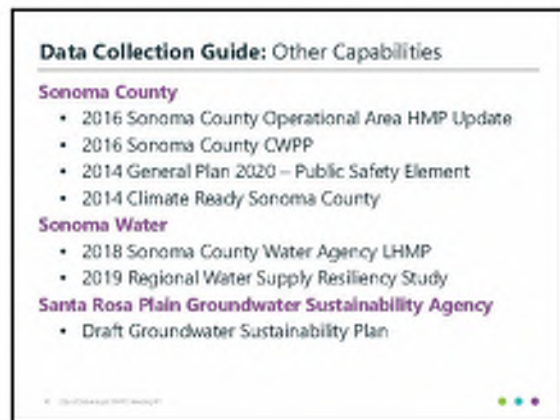 Data Collection Guide: Other Capabilities
Sonoma County
• 2016 Sonoma County Operational Area HMP Update
• 2016 Sonoma County CWPP
• 2014 General Plan 2020 – Public Safety Element
• 2014 Climate Ready Sonoma County
Sonoma Water
• 2018 Sonoma County Water Agency LHMP
• 2019 Regional Water Supply Resiliency Study
Santa Rosa Plain Groundwater Sustainability Agency
• Draft Groundwater Sustainability Plan